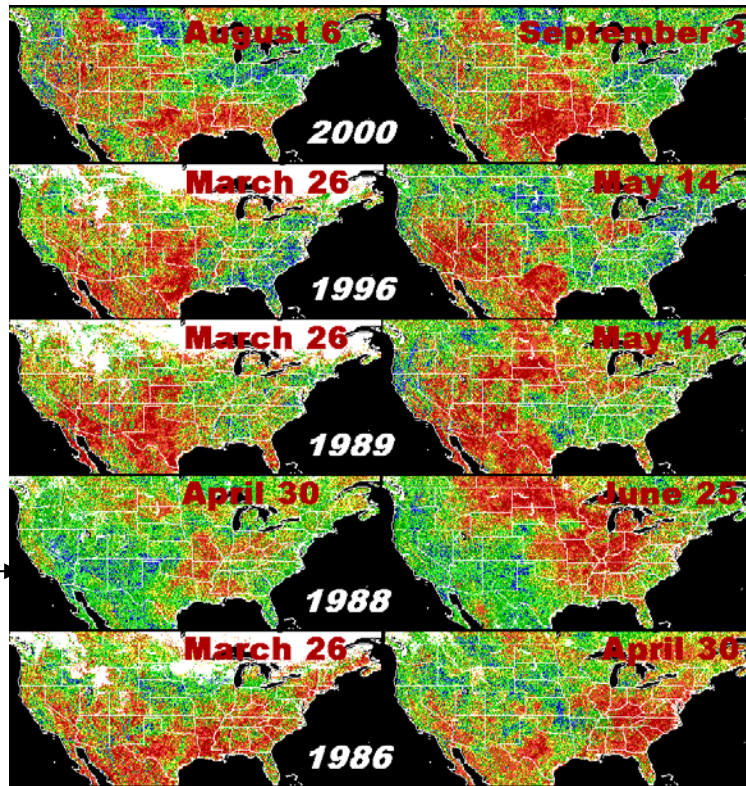 August 6 September 3
2000
March 26 May 14
1996
March 26 May 14
1989
April 30 June 25
1988
March 26 April 30
1986